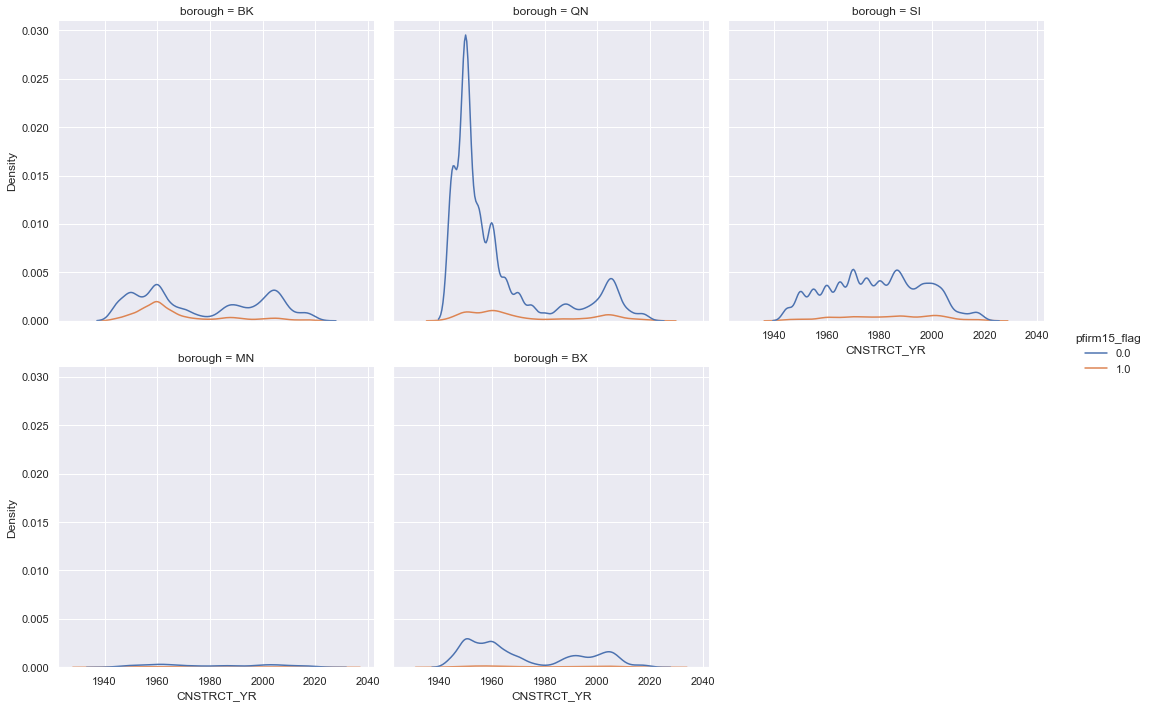 borough = BK
borough = QN
borough = SI
0.030
0.025
0.020
0.015
0.010
0.005
0.000
Density
1940 1960 1980 2000 2020 2040
CNSTRCT_YR
pfirm15_flag
0.0
1.0
borough = MN
borough = BX
0.030
0.025
0.020
0.015
0.010
0.005
0.000
Density
1940 1960 1980 2000 2020 2040
CNSTRCT_YR
1940 1960 1980 2000 2020 2040
CNSTRCT_YR